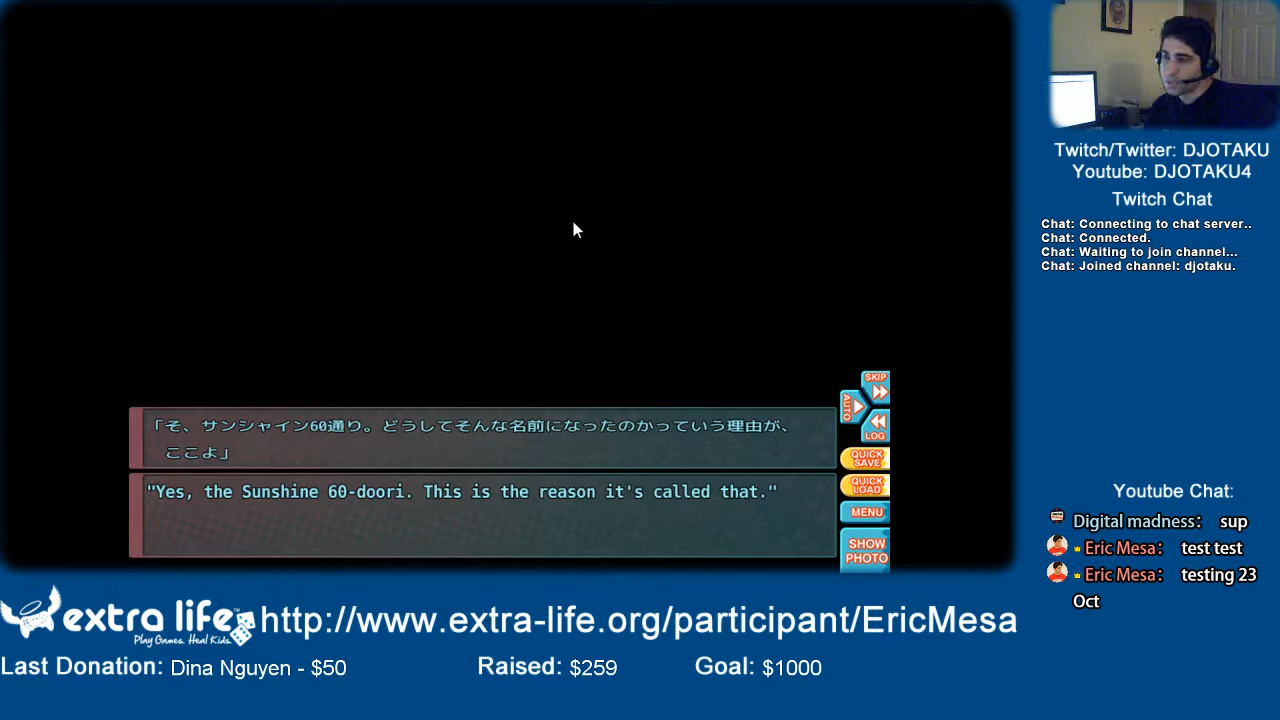 Twitch/Twitter: DJOTAKU
Youtube: DJOTAKU4
Twitch Chat
Chat: Connecting to chat server..
Chat: Connected.
Chat: Waiting to join channel...
Chat: Joined channel: djotaku.
SKIP
AUTO
LOG
QUICK
SAVE
QUICK
LOAD
MENU
SHOW
PHOTO
「そ、サンシャイン60通り。どうしてそんな名前になったのかっていう理由が、
ここよ」
"Yes, the Sunshine 60-doori. This is the reason it's called that."
Youtube Chat:
Digital madness: sup
Eric Mesa: test test
Eric Mesa: testing 23
Oct
extra life
Play Games. Heal Kids.
http://www.extra-life.org/participant/EricMesa
Last Donation: Dina Nguyen - $50
Raised: $259
Goal: $1000